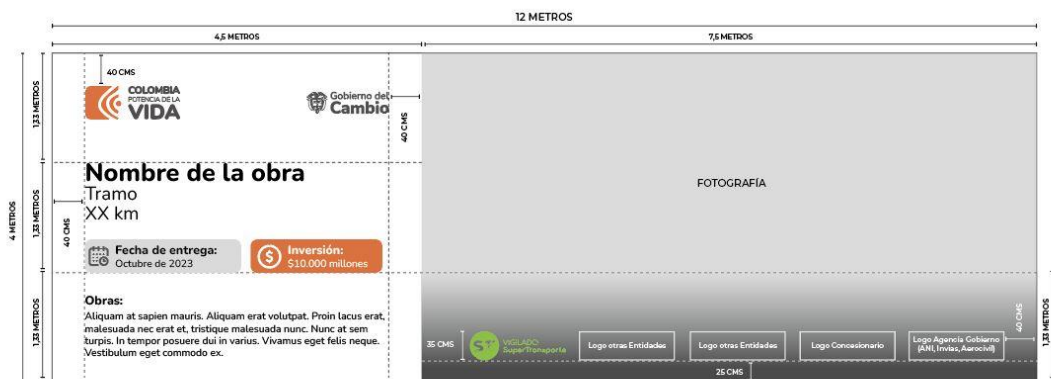 12 METROS
4,5 METROS
7,5 METROS
4 METROS
1,33 METROS
1,33 METROS
1,33 METROS
40 CMS
COLOMBIA
POTENCIA DE LA
VIDA
Gobierno del
Cambio
40 CMS
Nombre de la obra
Tramo
XX km
40 CMS
Fecha de entrega:
Octubre de 2023
Inversión:
$10.000 millones
Obras:
Aliquam at sapien mauris. Aliquam erat volutpat. Proin lacus erat,
malesuada nec erat et, tristique malesuada nunc. Nunc at sem
turpis. In tempor posuere dui in varius. Vivamus eget felis neque.
Vestibulum eget commodo ex.
FOTOGRAFÍA
35 CMS
ST
VIGILADO
SuperTransporte
Logo otras Entidades
Logo otras Entidades
Logo Concesionario
Logo Agencia Gobierno
(ANI, Invias, Aerocivil)
40 CMS
1,33 METROS
25 CMS